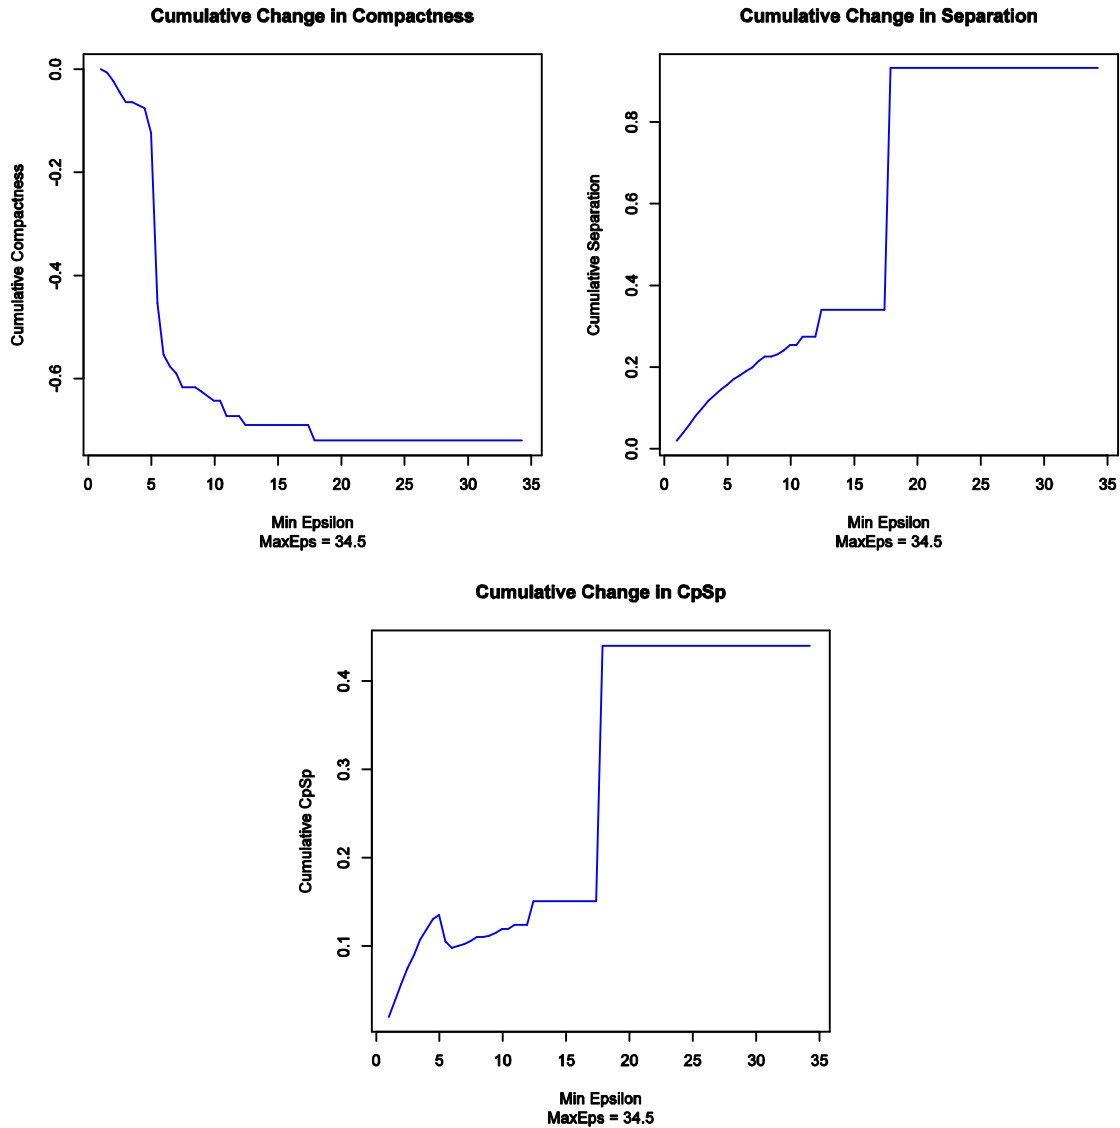 Cumulative Change in Compactness
Cumulative Compactness
0.0
-0.2
-0.4
-0.6
0 5 10 15 20 25 30 35
Min Epsilon
MaxEps = 34.5
Cumulative Change in Separation
Cumulative Separation
0.8
0.6
0.4
0.2
0.0
0 5 10 15 20 25 30 35
Min Epsilon
MaxEps = 34.5
Cumulative Change in CpSp
Cumulative CpSp
0.4
0.3
0.2
0.1
0 5 10 15 20 25 30 35
Min Epsilon
MaxEps = 34.5